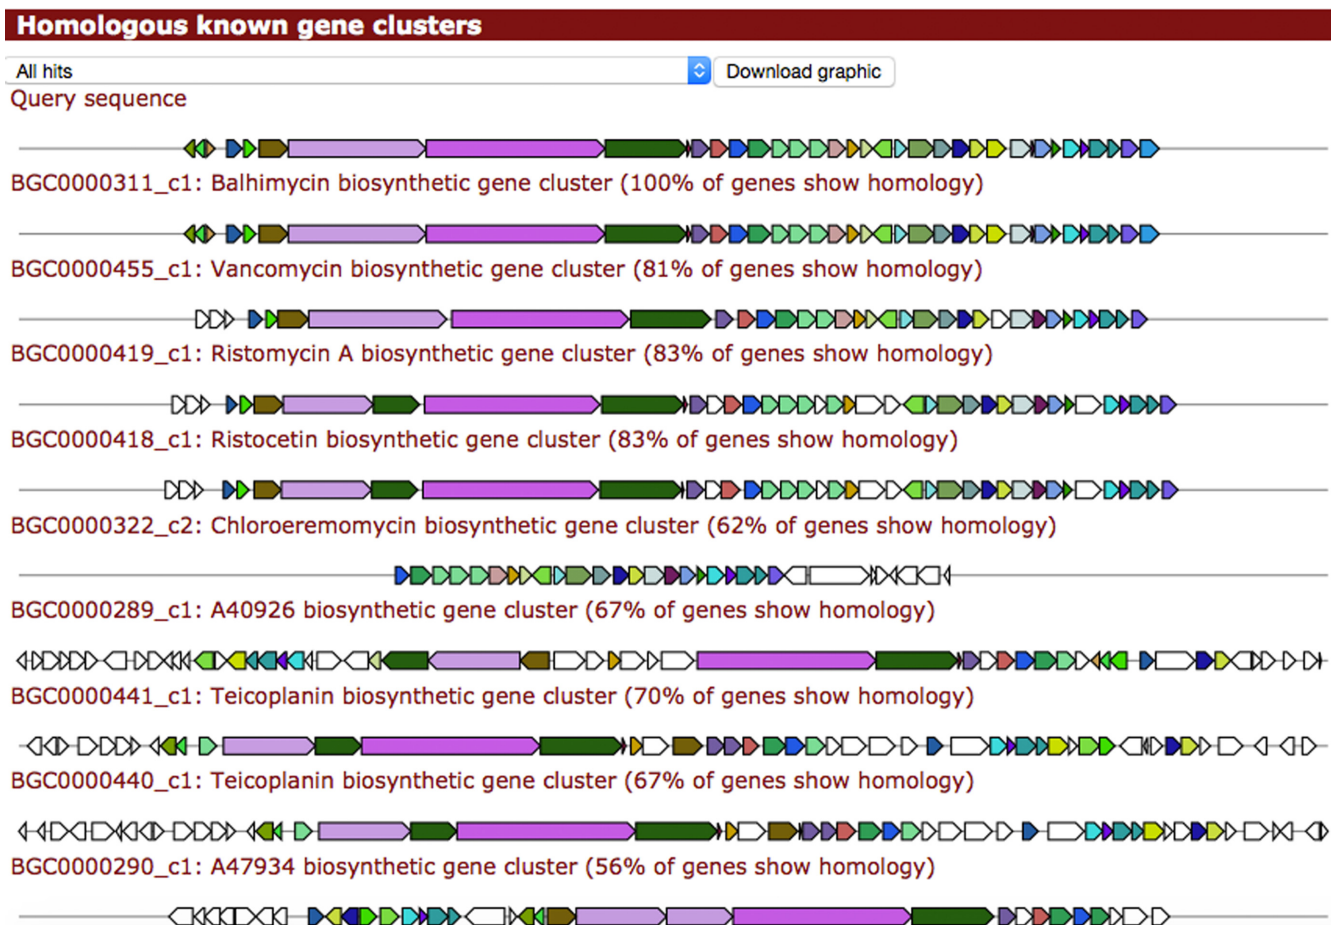 Homologous known gene clusters
All hits Download graphic
Query sequence
BGC0000311_c1: Balhimycin biosynthetic gene cluster (100% of genes show homology)
BGC0000455_c1: Vancomycin biosynthetic gene cluster (81% of genes show homology)
BGC0000419_c1: Ristomycin A biosynthetic gene cluster (83% of genes show homology)
BGC0000418_c1: Ristocetin biosynthetic gene cluster (83% of genes show homology)
BGC0000322_c2: Chloroeremomycin biosynthetic gene cluster (62% of genes show homology)
BGC0000289_c1: A40926 biosynthetic gene cluster (67% of genes show homology)
BGC0000441_c1: Teicoplanin biosynthetic gene cluster (70% of genes show homology)
BGC0000440_c1: Teicoplanin biosynthetic gene cluster (67% of genes show homology)
BGC0000290_c1: A47934 biosynthetic gene cluster (56% of genes show homology)